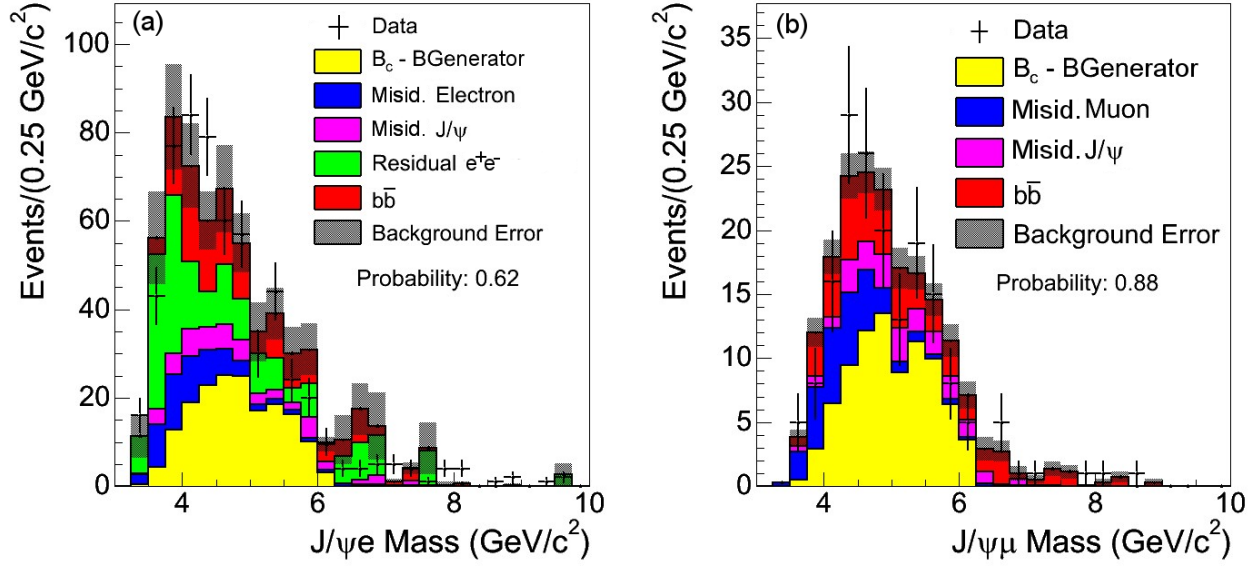 (a)
Data
Bc - BGenerator
Misid. Electron
Misid. J/ψ
Residual e⁺e⁻
bb̄
Background Error
Probability: 0.62
Events/(0.25 GeV/c²)
100
80
60
40
20
0
4
6
8
10
J/ψe Mass (GeV/c²)
(b)
Data
Bc - BGenerator
Misid. Muon
Misid. J/ψ
bb̄
Background Error
Probability: 0.88
Events/(0.25 GeV/c²)
35
30
25
20
15
10
5
0
4
6
8
10
J/ψμ Mass (GeV/c²)